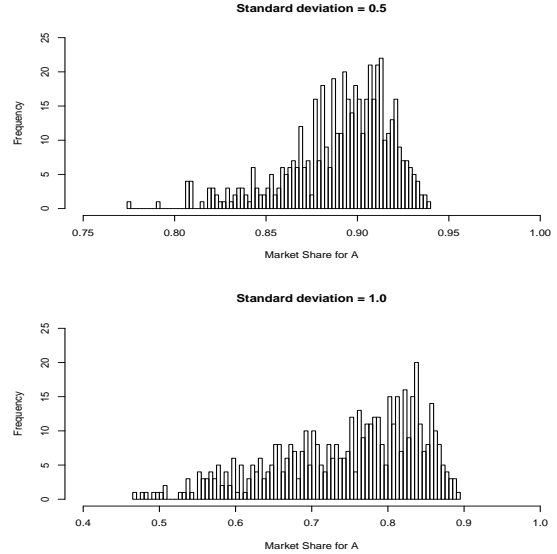 Standard deviation = 0.5
25
20
15
10
5
0
Frequency
0.75 0.80 0.85 0.90 0.95 1.00
Market Share for A
Standard deviation = 1.0
25
20
15
10
5
0
Frequency
0.4 0.5 0.6 0.7 0.8 0.9 1.0
Market Share for A